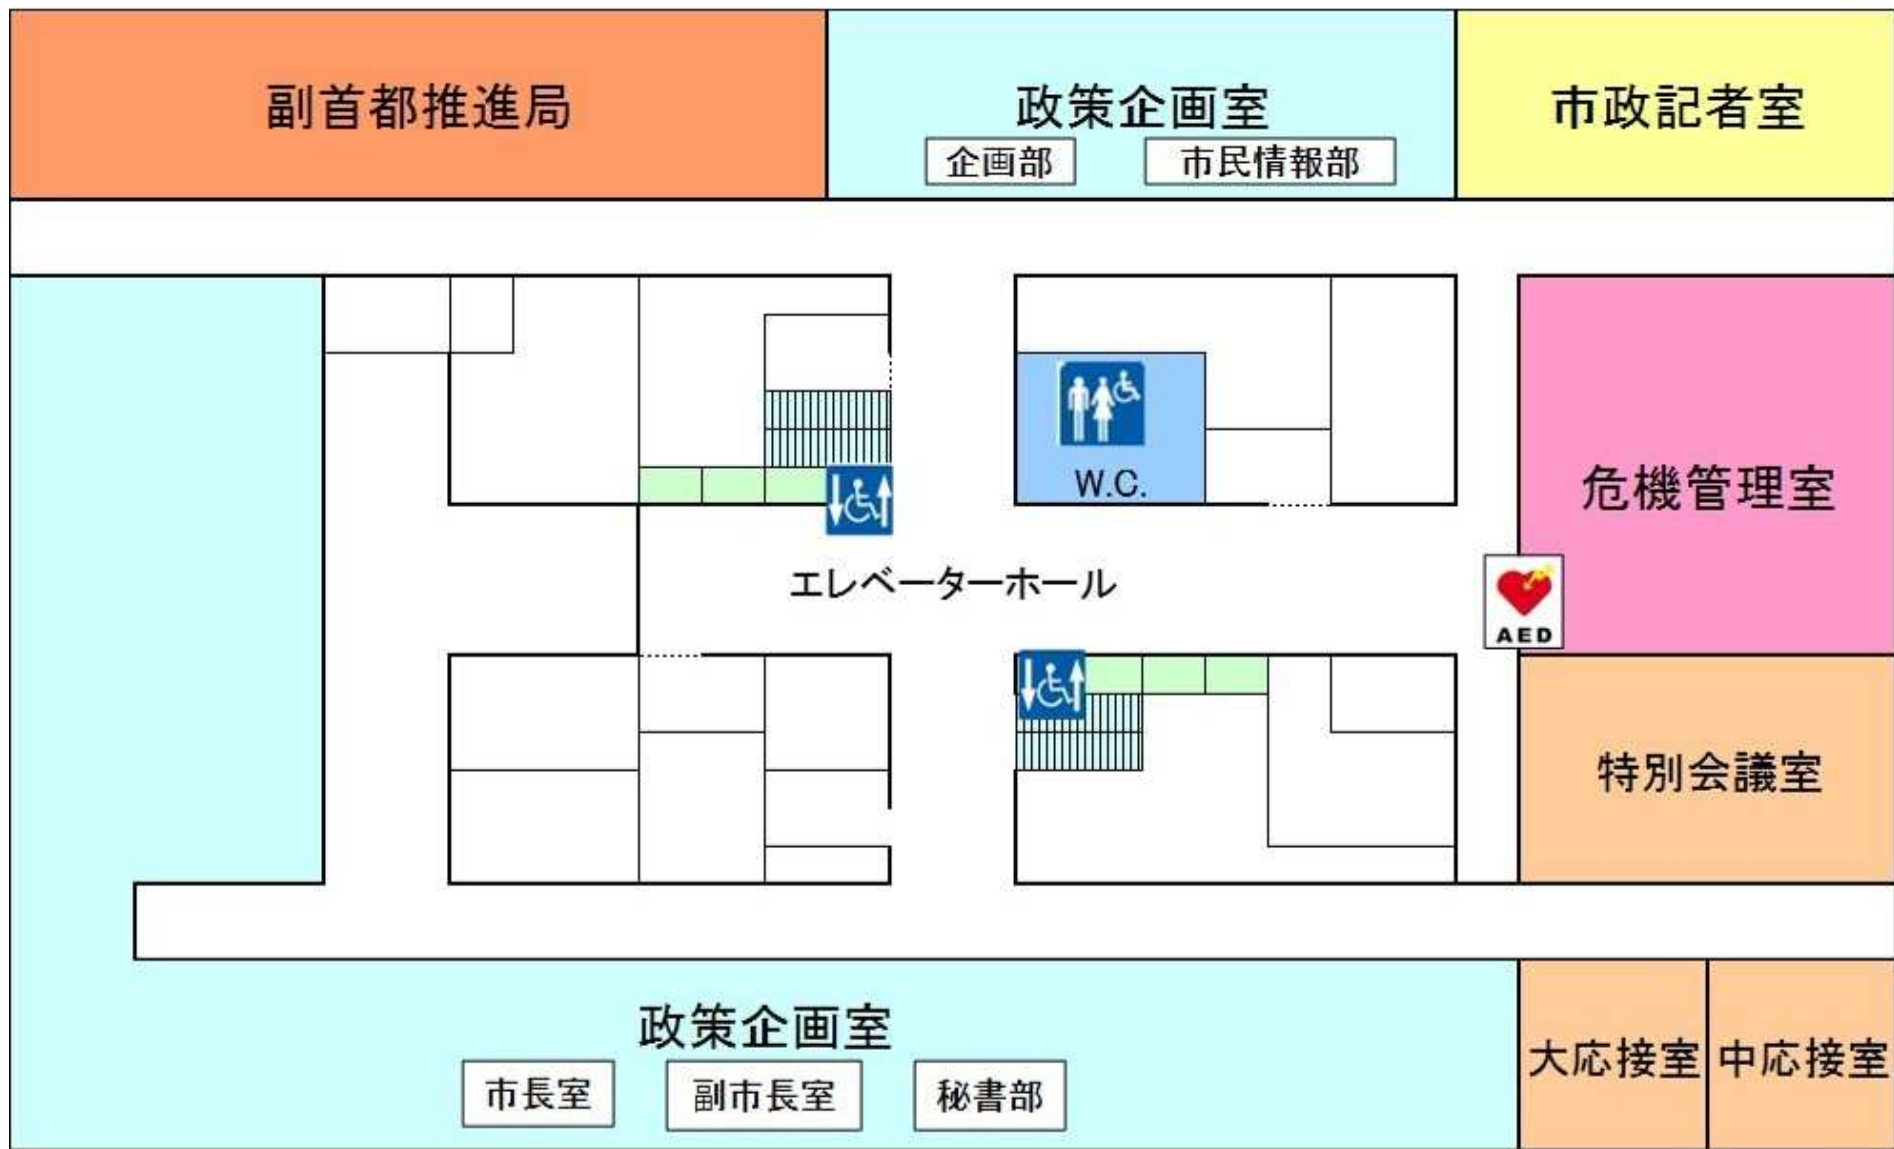 副首都推進局
政策企画室
企画部
市民情報部
市政記者室
W.C.
危機管理室
エレベーターホール
AED
特別会議室
政策企画室
市長室
副市長室
秘書部
大応接室
中応接室